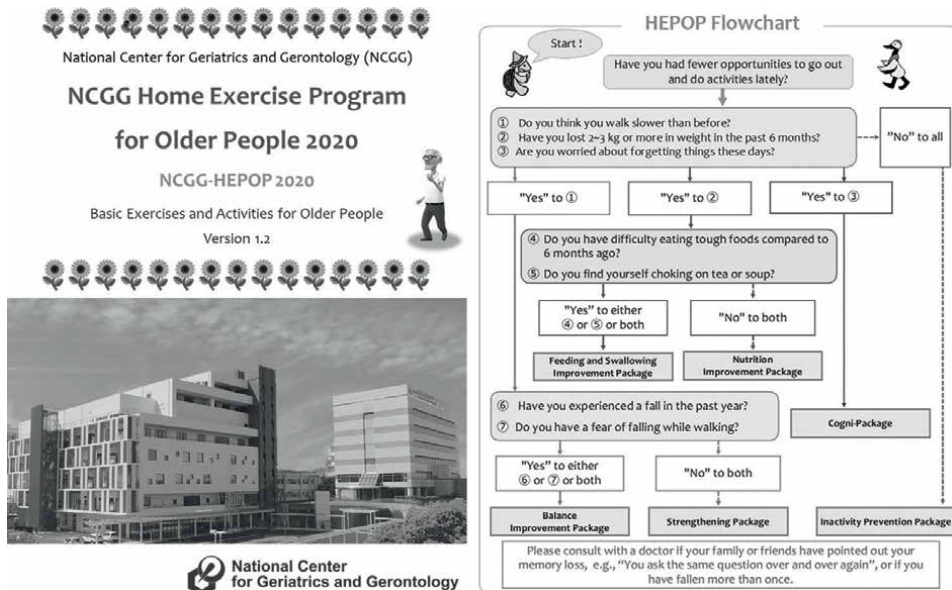 National Center for Geriatrics and Gerontology (NCGG)
NCGG Home Exercise Program
for Older People 2020
NCGG-HEPOP 2020
Basic Exercises and Activities for Older People
Version 1.2
National Center
for Geriatrics and Gerontology
HEPOP Flowchart
Start !
Have you had fewer opportunities to go out
and do activities lately?
① Do you think you walk slower than before?
② Have you lost 2~3 kg or more in weight in the past 6 months?
③ Are you worried about forgetting things these days?
"No" to all
"Yes" to ①
"Yes" to ②
"Yes" to ③
④ Do you have difficulty eating tough foods compared to
6 months ago?
⑤ Do you find yourself choking on tea or soup?
"Yes" to either
④ or ⑤ or both
"No" to both
Feeding and Swallowing
Improvement Package
Nutrition
Improvement Package
⑥ Have you experienced a fall in the past year?
⑦ Do you have a fear of falling while walking?
Cogni-Package
"Yes" to either
⑥ or ⑦ or both
"No" to both
Balance
Improvement Package
Strengthening Package
Inactivity Prevention Package
Please consult with a doctor if your family or friends have pointed out your
memory loss, e.g., "You ask the same question over and over again", or if you
have fallen more than once.